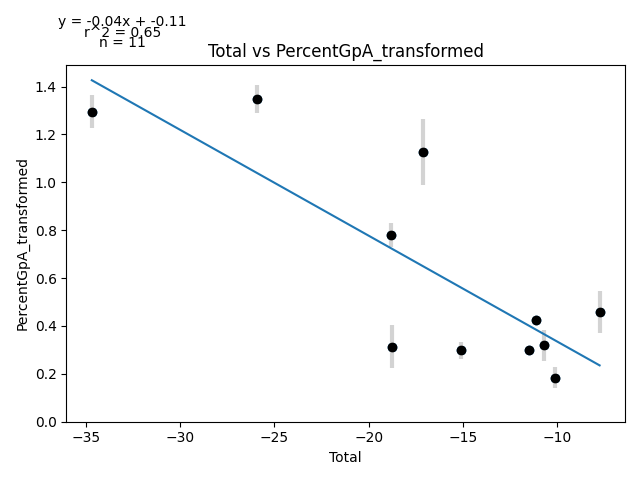 y = -0.04x + -0.11
r^2 = 0.65
n = 11
Total vs PercentGpA_transformed
PercentGpA_transformed
1.4
1.2
1.0
0.8
0.6
0.4
0.2
0.0
−35 −30 −25 −20 −15 −10
Total